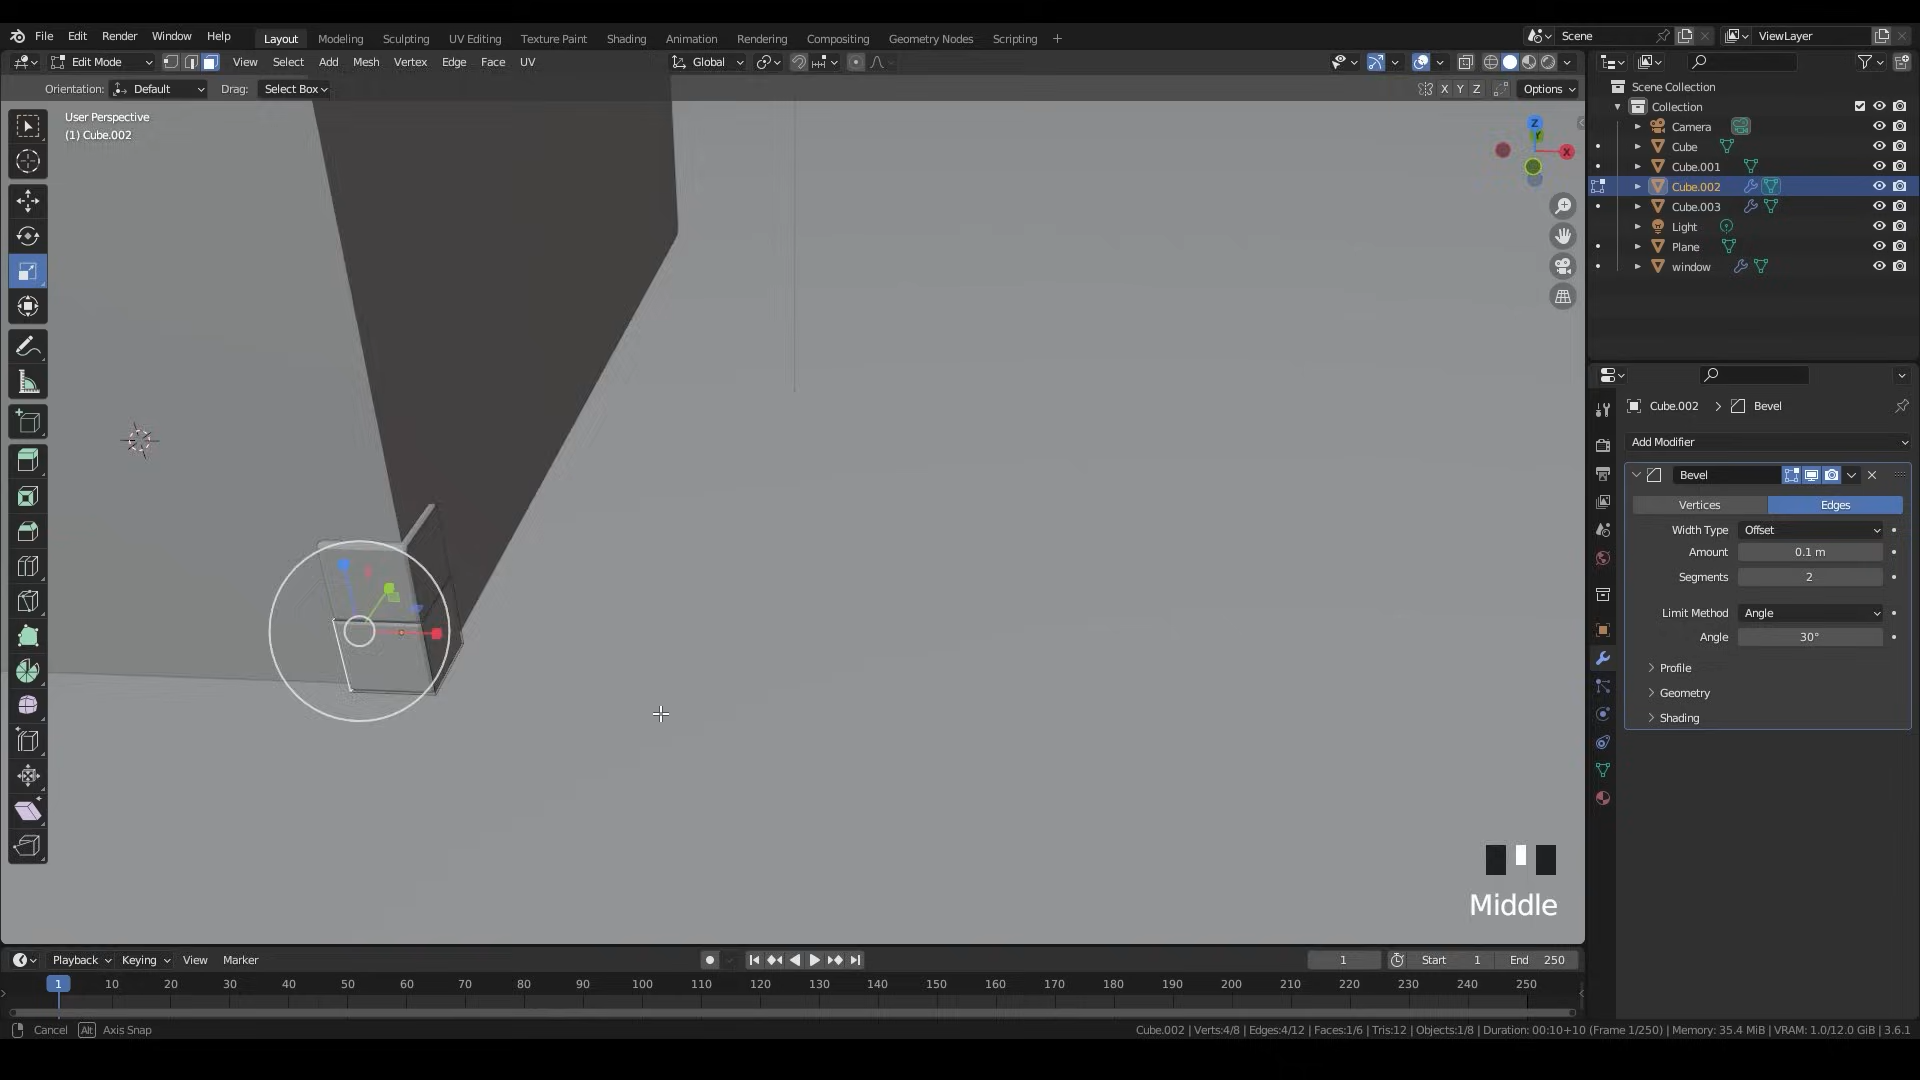 File Edit Render Window Help Layout Modeling Sculpting UV Editing Texture Paint Shading Animation Rendering Compositing Geometry Nodes Scripting + Scene ViewLayer
Edit Mode View Select Add Mesh Vertex Edge Face UV Global
Orientation: Default Drag: Select Box X Y Z Options
User Perspective
(1) Cube.002
Z
Y
X
Scene Collection
Collection
Camera
Cube
Cube.001
Cube.002
Cube.003
Light
Plane
window
Cube.002 > Bevel
Add Modifier
Bevel
Vertices Edges
Width Type Offset
Amount 0.1 m
Segments 2
Limit Method Angle
Angle 30°
Profile
Geometry
Shading
Middle
Playback Keying View Marker 1 Start 1 End 250
1 10 20 30 40 50 60 70 80 90 100 110 120 130 140 150 160 170 180 190 200 210 220 230 240 250
Cancel Alt Axis Snap Cube.002 | Verts:4/8 | Edges:4/12 | Faces:1/6 | Tris:12 | Objects:1/8 | Duration: 00:10+10 (Frame 1/250) | Memory: 35.4 MiB | VRAM: 1.0/12.0 GiB | 3.6.1